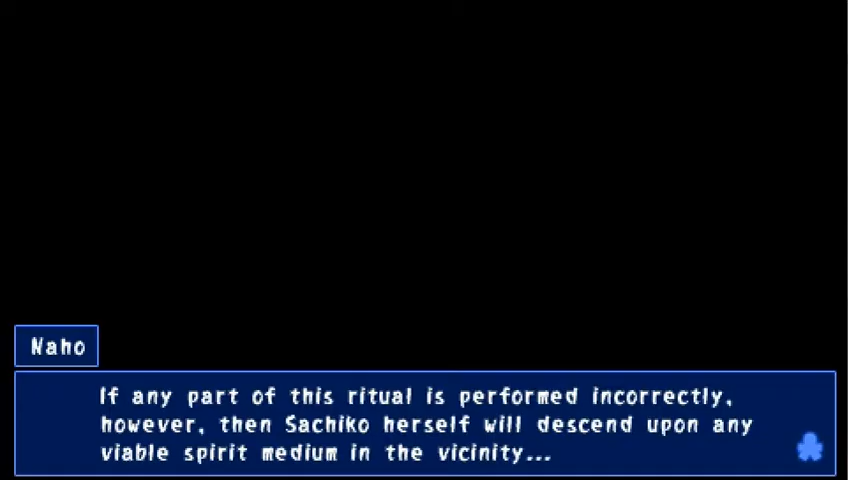 Naho
If any part of this ritual is performed incorrectly,
however, then Sachiko herself will descend upon any
viable spirit medium in the vicinity...